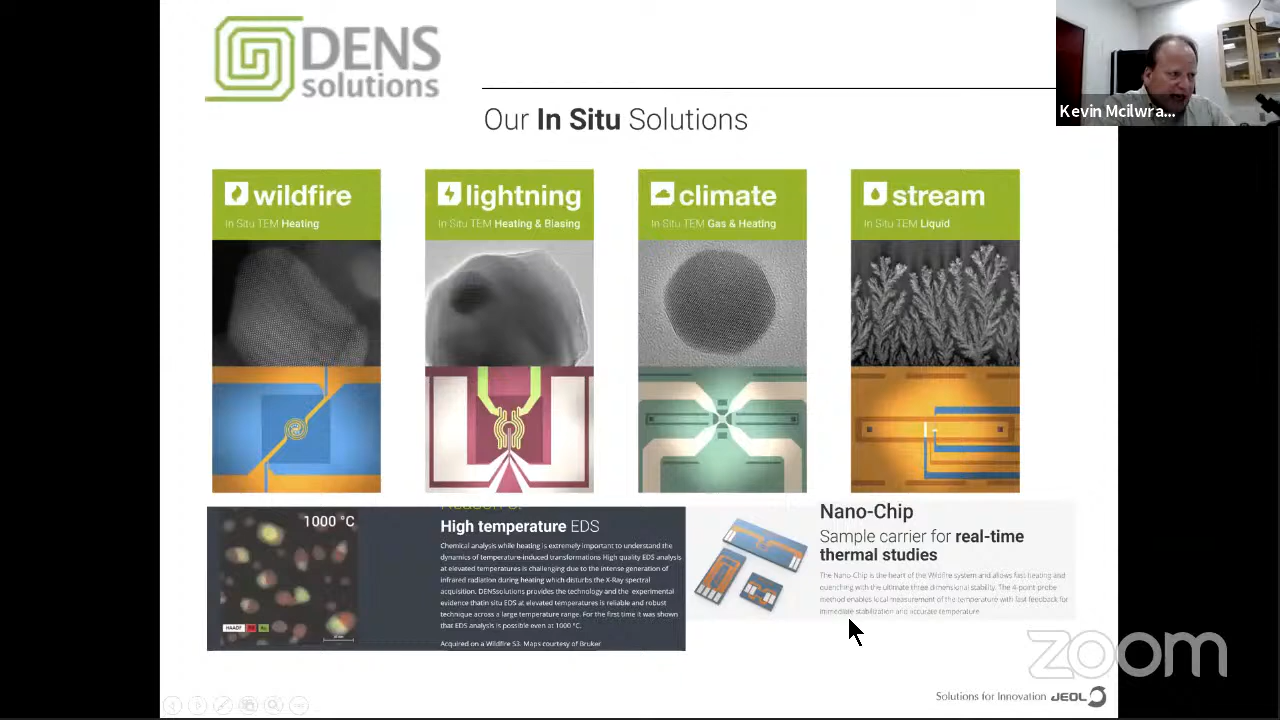 DENS
solutions
Kevin Mcilwra...
Our In Situ Solutions
wildfire
In Situ TEM Heating
lightning
In Situ TEM Heating & Biasing
climate
In Situ TEM Gas & Heating
stream
In Situ TEM Liquid
1000 °C
HAADF
High temperature EDS
Chemical analysis while heating is extremely important to understand the
dynamics of temperature-induced transformations High quality EDS analysis
at elevated temperatures is challenging due to the intense generation of
infrared radiation during heating which disturbs the X-Ray spectral
acquisition. DENSsolutions provides the technology and the experimental
evidence thatin situ EDS at elevated temperatures is reliable and robust
technique across a large temperature range. For the first time it was shown
that EDS analysis is possible even at 1000 °C.
Acquired on a Wildfire S3. Maps courtesy of Bruker
Nano-Chip
Sample carrier for real-time
thermal studies
The Nano-Chip is the heart of the Wildfire system and allows fast heating and
quenching with the ultimate three dimensional stability. The 4-point-probe
method enables local measurement of the temperature with fast feedback for
immediate stabilization and accurate temperature
zoom
Solutions for Innovation JEOL